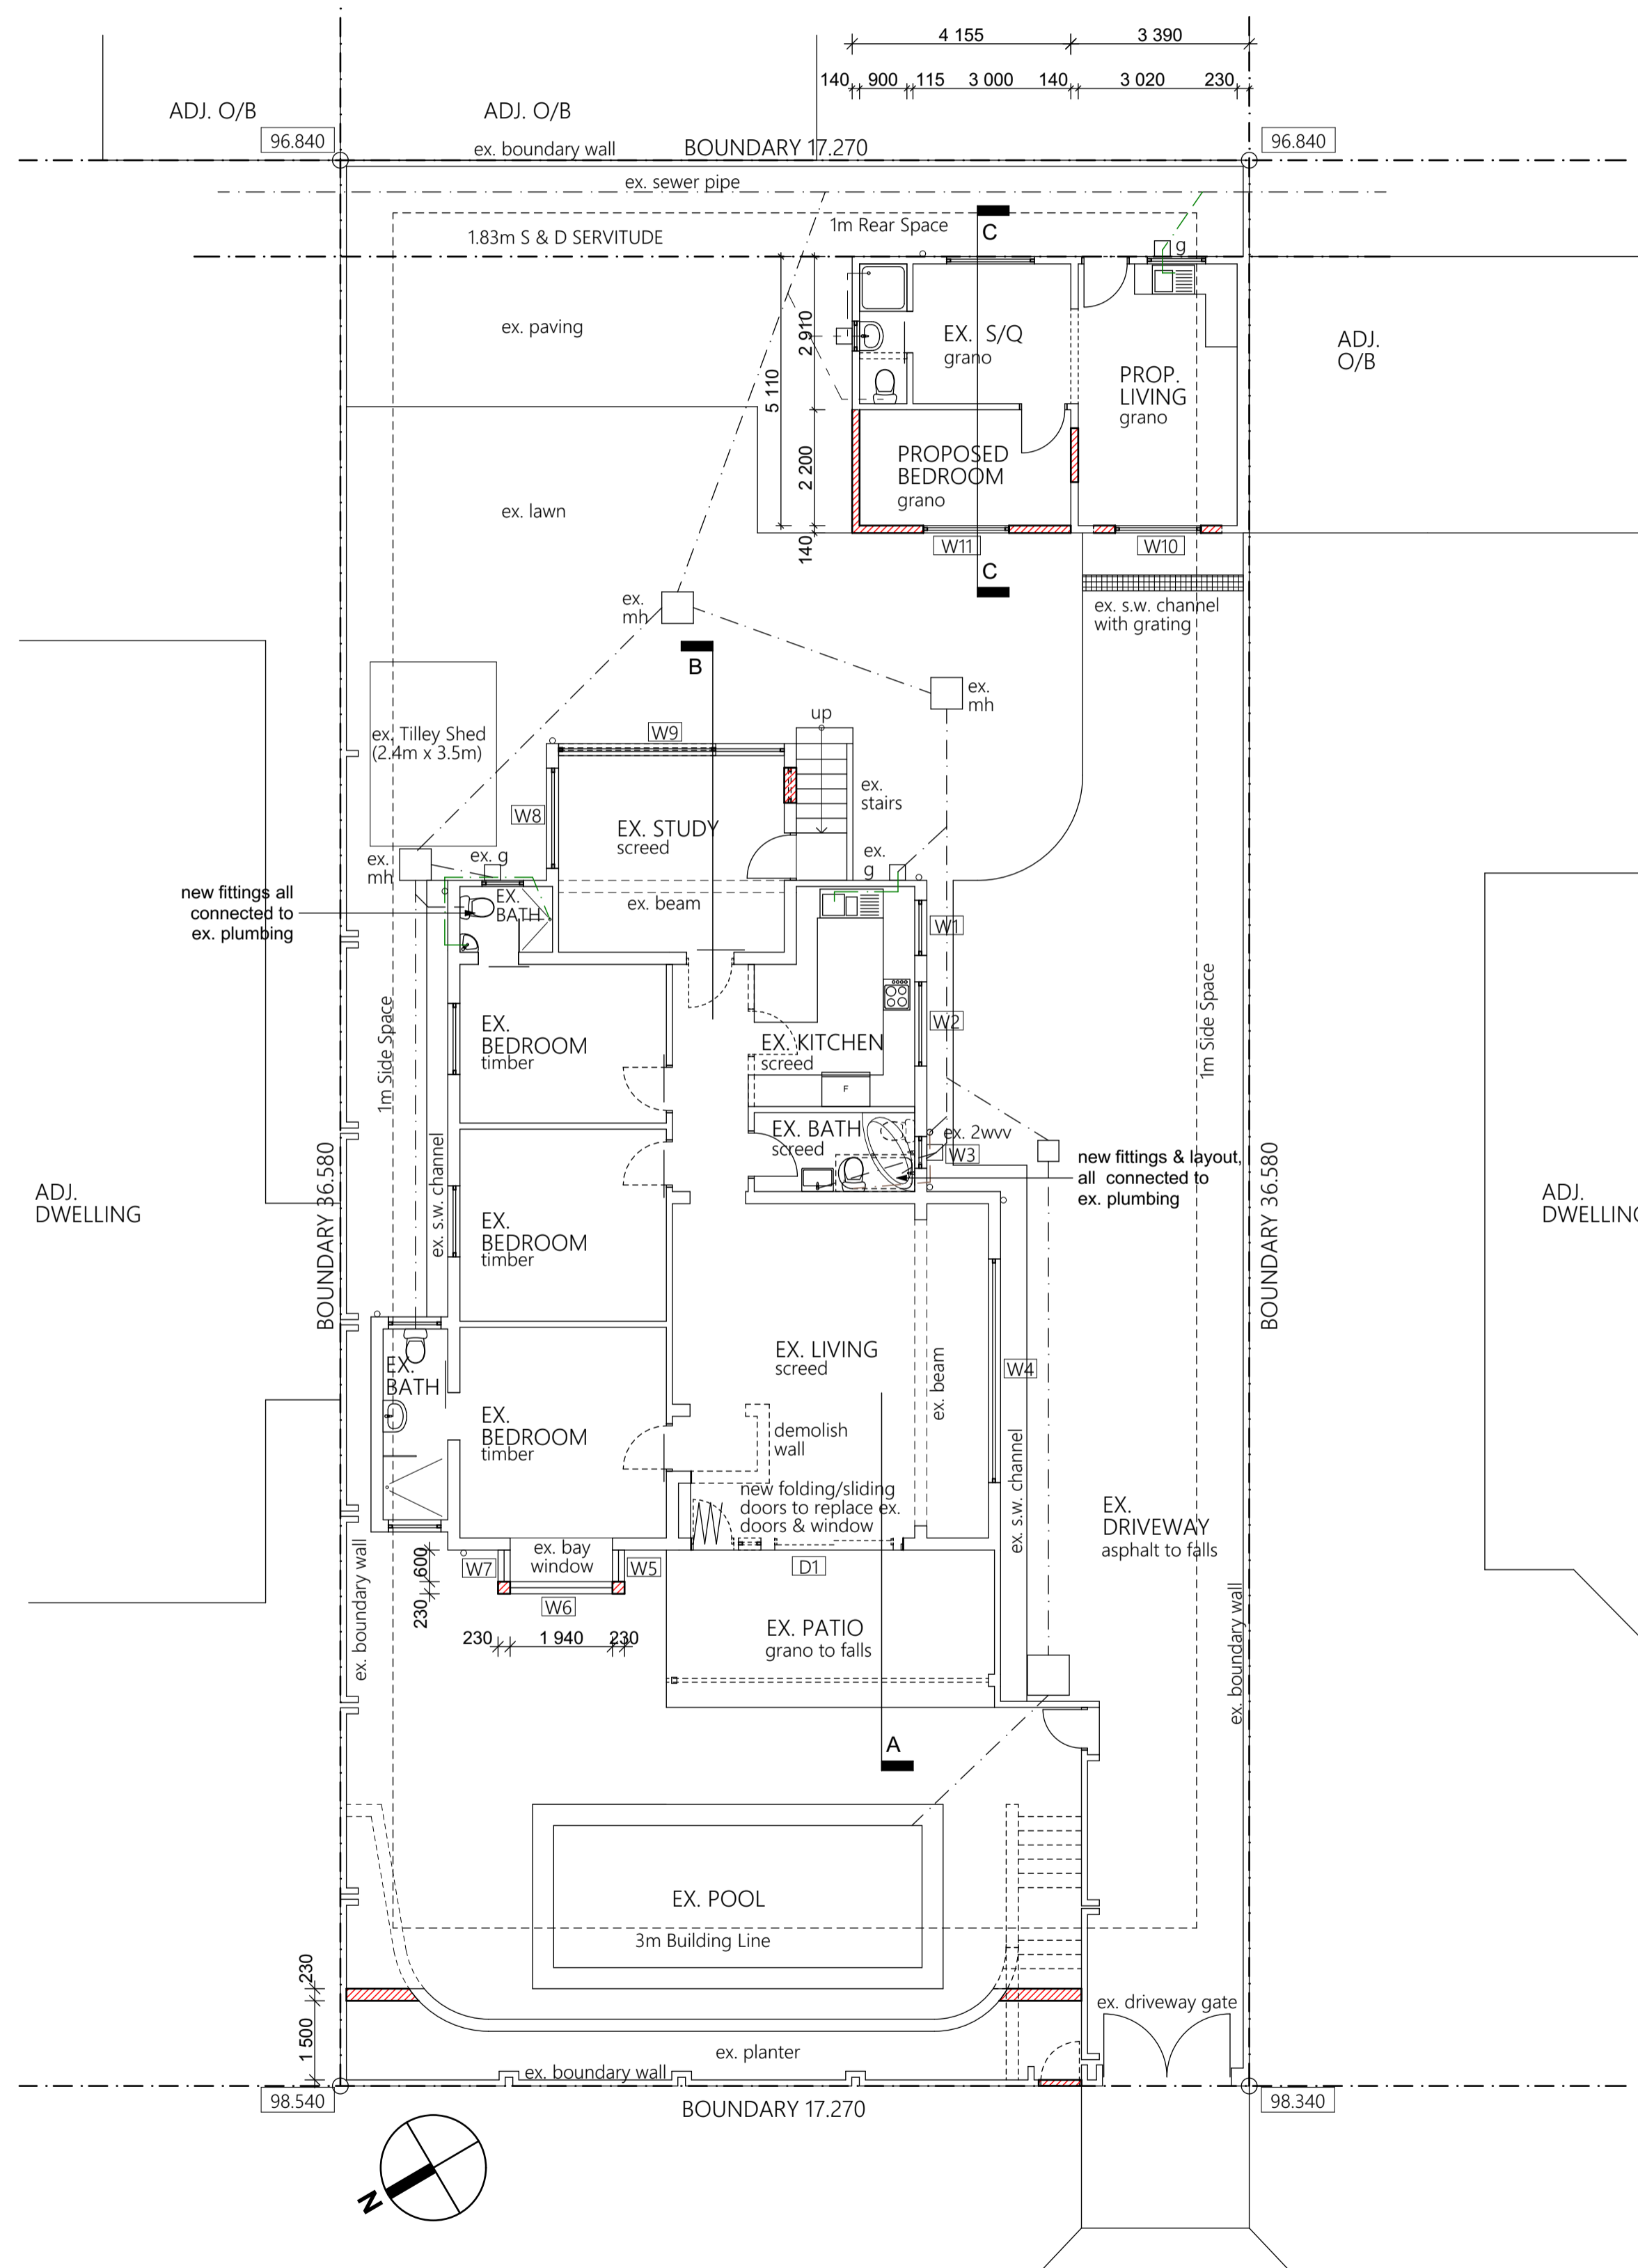 4 155
3 390
140
900
115
3 000
140
3 020
230
ADJ. O/B
ADJ. O/B
96.840
96.840
ex. boundary wall
BOUNDARY 17.270
ex. sewer pipe
1m Rear Space
C
g
1.83m S & D SERVITUDE
ex. paving
2 910
EX. S/Q
grano
ADJ.
O/B
5 110
PROP.
LIVING
grano
2 200
PROPOSED
BEDROOM
grano
ex. lawn
140
W11
W10
C
ex.
mh
ex. s.w. channel
with grating
B
ex.
mh
up
ex. Tilley Shed
(2.4m x 3.5m)
W9
W8
ex.
stairs
EX. STUDY
screed
ex.
mh
ex. g
ex.
g
new fittings all
connected to
ex. plumbing
EX.
BATH
ex. beam
W1
1m Side Space
EX.
BEDROOM
timber
EX. KITCHEN
screed
F
W2
1m Side Space
ex. s.w. channel
EX. BATH
screed
ex. 2wvv
W3
new fittings & layout,
all connected to
ex. plumbing
ADJ.
DWELLING
BOUNDARY 36.580
EX.
BEDROOM
timber
BOUNDARY 36.580
ADJ.
DWELLING
EX.
BATH
EX. LIVING
screed
ex. beam
W4
EX.
BEDROOM
timber
demolish
wall
ex. s.w. channel
new folding/sliding
doors to replace ex.
doors & window
EX.
DRIVEWAY
asphalt to falls
ex. boundary wall
600
230
W7
ex. bay
window
W5
D1
W6
230
1 940
230
EX. PATIO
grano to falls
ex. boundary wall
A
EX. POOL
3m Building Line
230
1 500
ex. driveway gate
ex. planter
ex. boundary wall
98.540
BOUNDARY 17.270
98.340
N